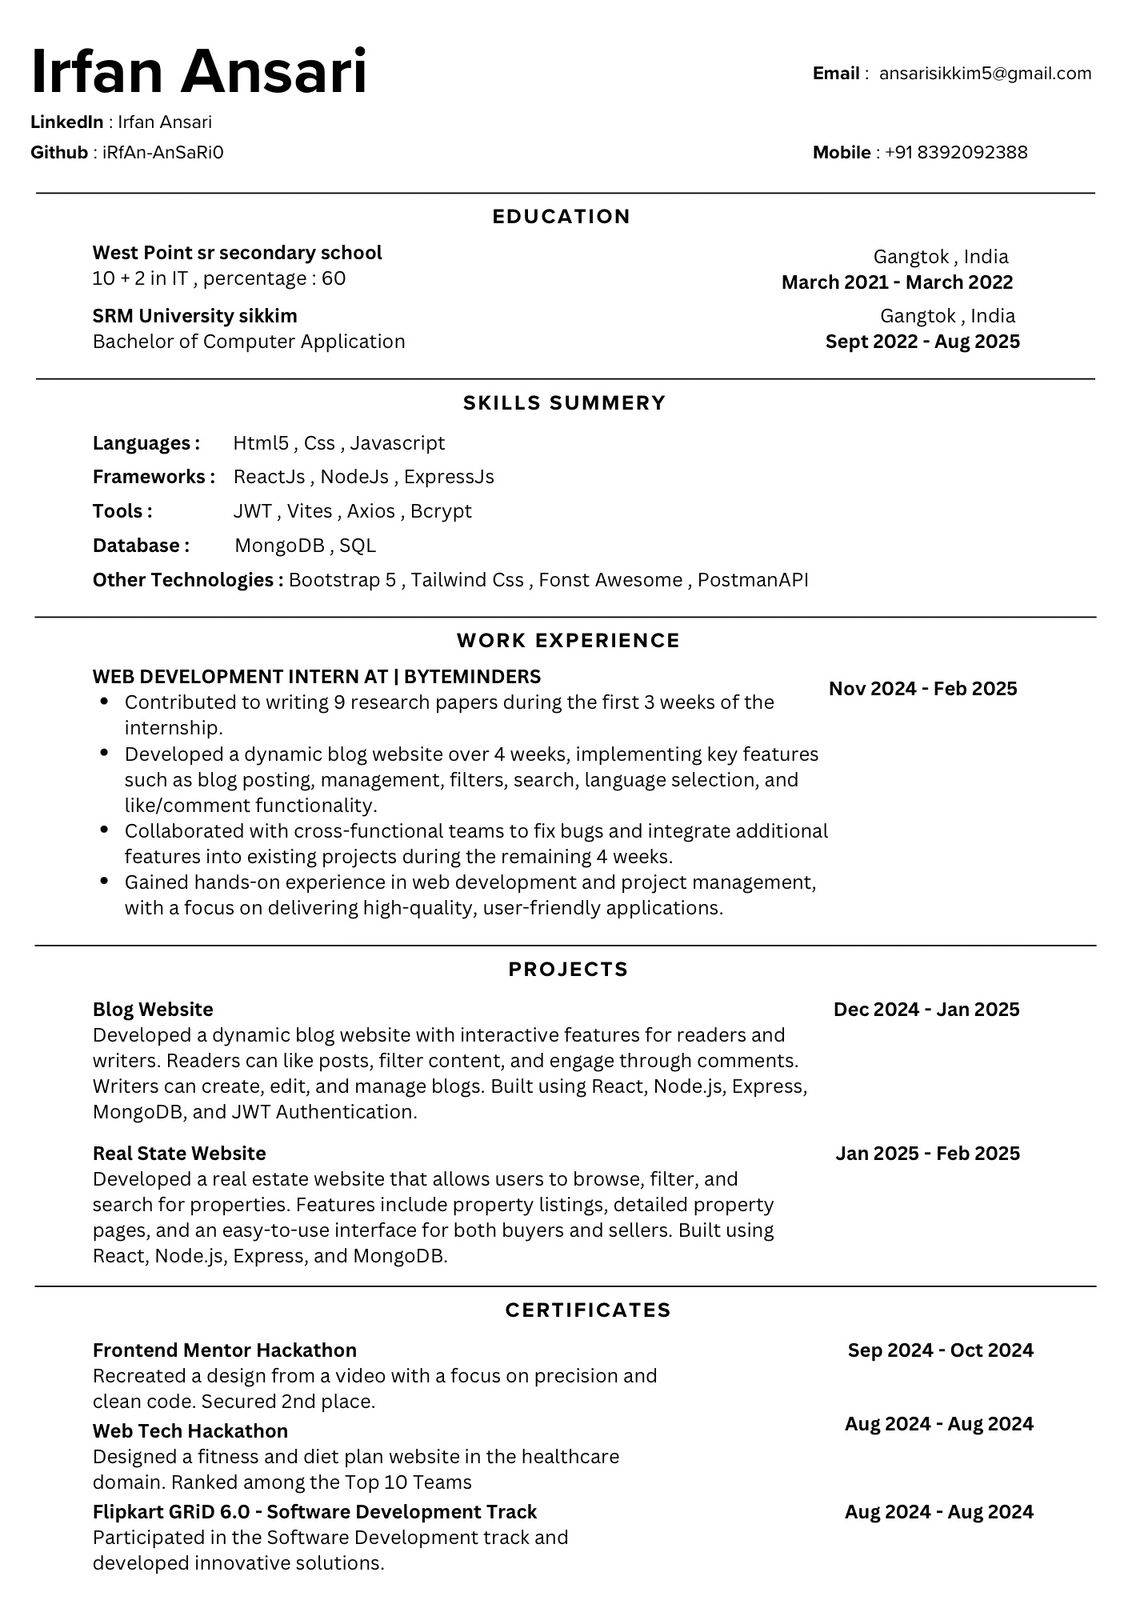 Irfan Ansari
Email :  ansarisikkim5@gmail.com
LinkedIn : Irfan Ansari
Github : iRfAn-AnSaRi0
Mobile : +91 8392092388
EDUCATION
West Point sr secondary school
Gangtok , India
10 + 2 in IT , percentage : 60
March 2021 - March 2022
SRM University sikkim
Gangtok , India
Bachelor of Computer Application
Sept 2022 - Aug 2025
SKILLS SUMMERY
Languages : Html5 , Css , Javascript
Frameworks : ReactJs , NodeJs , ExpressJs
Tools : JWT , Vites , Axios , Bcrypt
Database : MongoDB , SQL
Other Technologies : Bootstrap 5 , Tailwind Css , Fonst Awesome , PostmanAPI
WORK EXPERIENCE
WEB DEVELOPMENT INTERN AT | BYTEMINDERS
Nov 2024 - Feb 2025
• Contributed to writing 9 research papers during the first 3 weeks of the
internship.
• Developed a dynamic blog website over 4 weeks, implementing key features
such as blog posting, management, filters, search, language selection, and
like/comment functionality.
• Collaborated with cross-functional teams to fix bugs and integrate additional
features into existing projects during the remaining 4 weeks.
• Gained hands-on experience in web development and project management,
with a focus on delivering high-quality, user-friendly applications.
PROJECTS
Blog Website
Dec 2024 - Jan 2025
Developed a dynamic blog website with interactive features for readers and
writers. Readers can like posts, filter content, and engage through comments.
Writers can create, edit, and manage blogs. Built using React, Node.js, Express,
MongoDB, and JWT Authentication.
Real State Website
Jan 2025 - Feb 2025
Developed a real estate website that allows users to browse, filter, and
search for properties. Features include property listings, detailed property
pages, and an easy-to-use interface for both buyers and sellers. Built using
React, Node.js, Express, and MongoDB.
CERTIFICATES
Frontend Mentor Hackathon
Sep 2024 - Oct 2024
Recreated a design from a video with a focus on precision and
clean code. Secured 2nd place.
Web Tech Hackathon
Aug 2024 - Aug 2024
Designed a fitness and diet plan website in the healthcare
domain. Ranked among the Top 10 Teams
Flipkart GRiD 6.0 - Software Development Track
Aug 2024 - Aug 2024
Participated in the Software Development track and
developed innovative solutions.